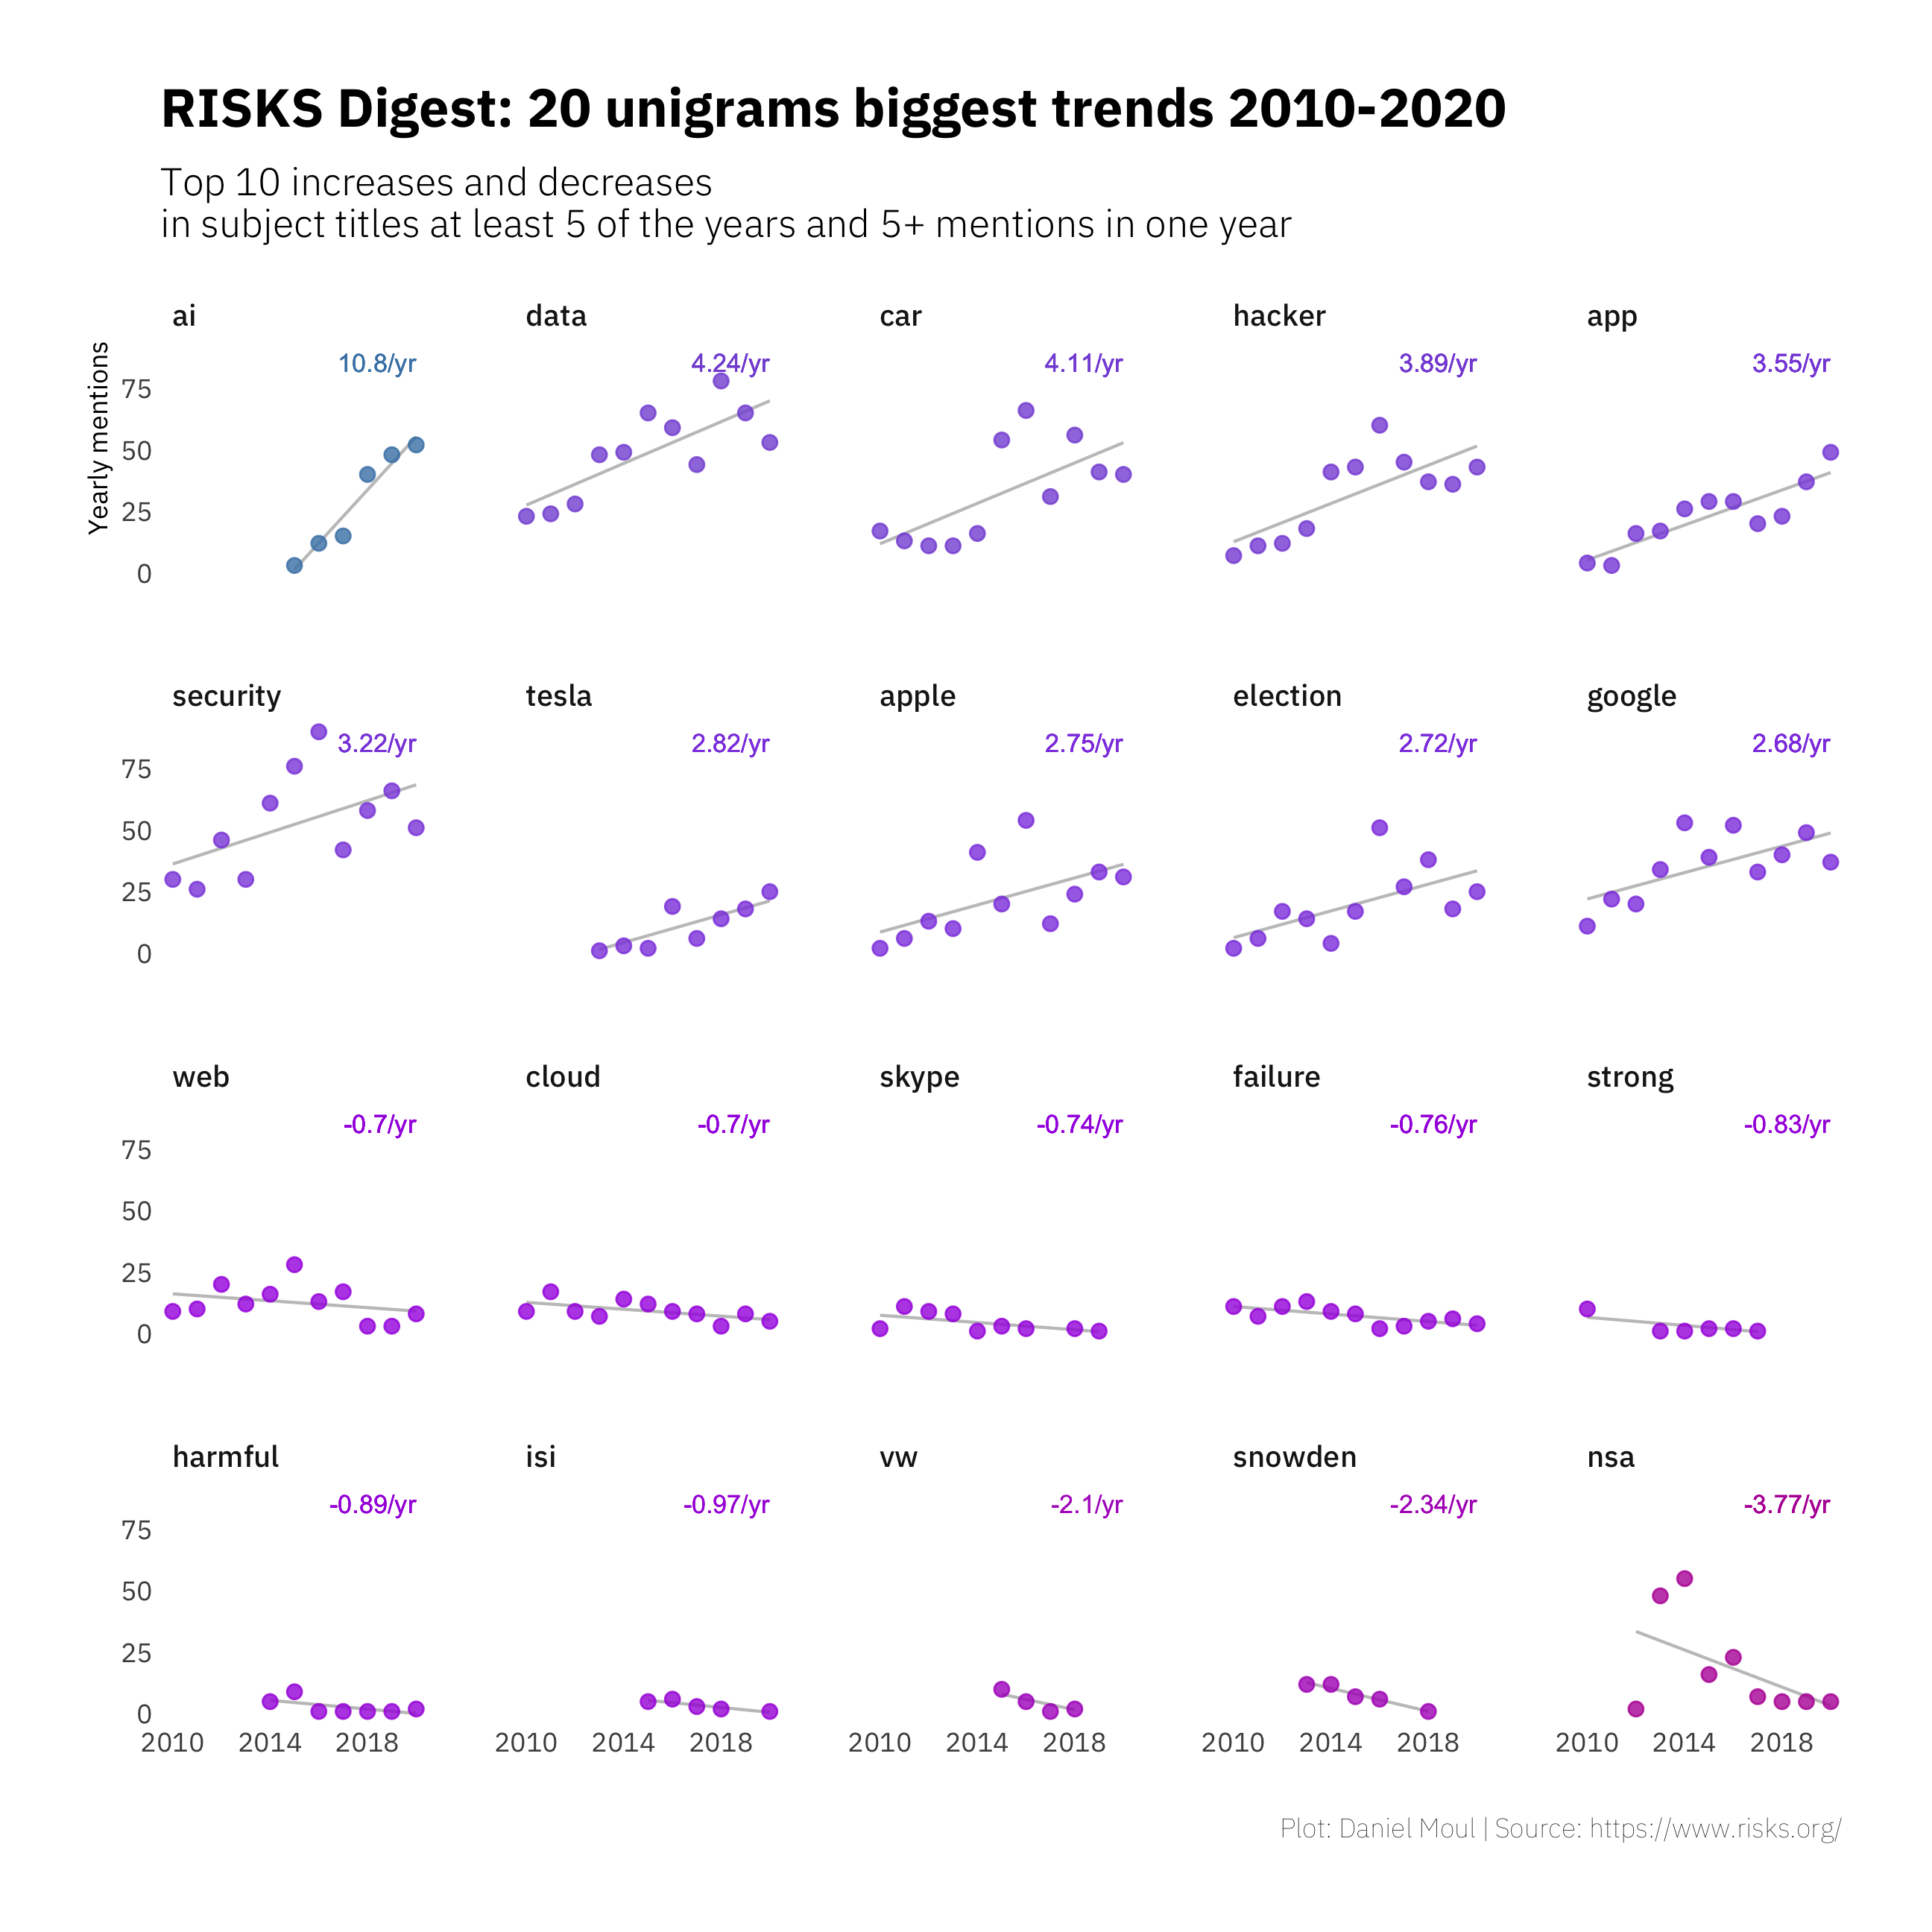 RISKS Digest: 20 unigrams biggest trends 2010-2020
Top 10 increases and decreases
in subject titles at least 5 of the years and 5+ mentions in one year
ai
data
car
hacker
app
10.8/yr
4.24/yr
4.11/yr
3.89/yr
3.55/yr
Yearly mentions
75
50
25
0
security
tesla
apple
election
google
3.22/yr
2.82/yr
2.75/yr
2.72/yr
2.68/yr
75
50
25
0
web
cloud
skype
failure
strong
-0.7/yr
-0.7/yr
-0.74/yr
-0.76/yr
-0.83/yr
75
50
25
0
harmful
isi
vw
snowden
nsa
-0.89/yr
-0.97/yr
-2.1/yr
-2.34/yr
-3.77/yr
75
50
25
0
2010 2014 2018
2010 2014 2018
2010 2014 2018
2010 2014 2018
2010 2014 2018
Plot: Daniel Moul | Source: https://www.risks.org/